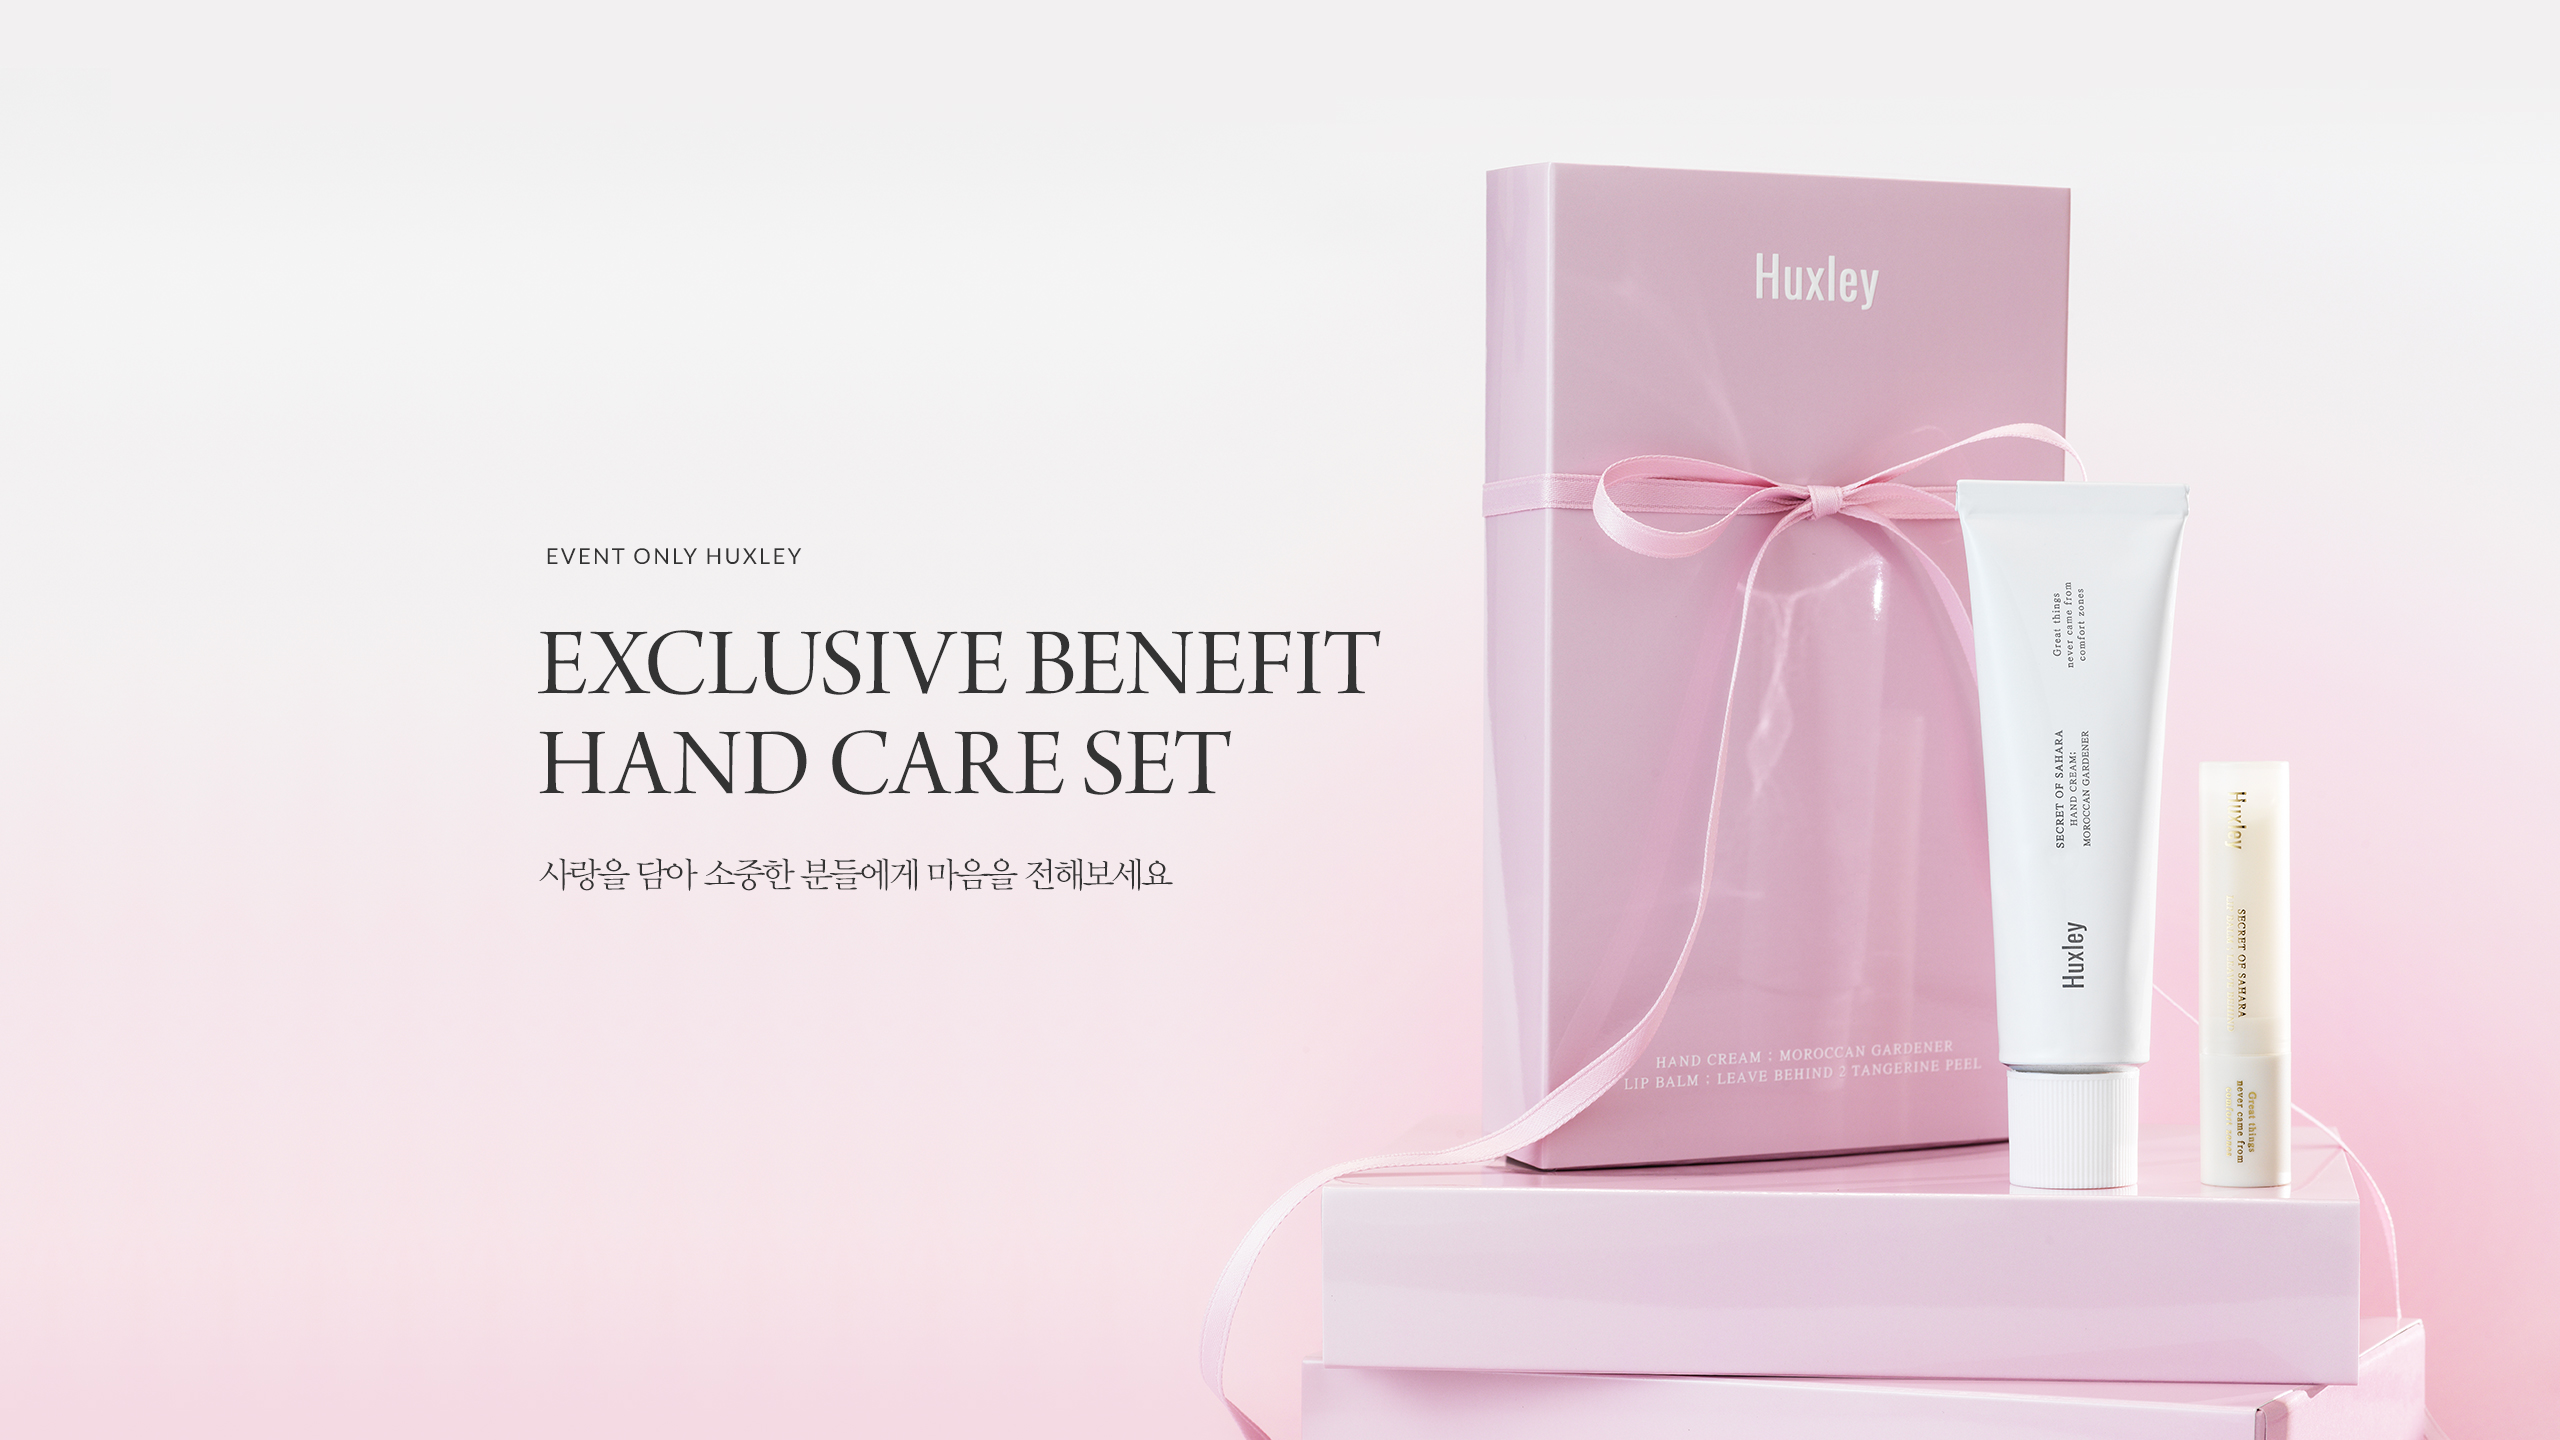 EVENT ONLY HUXLEY
EXCLUSIVE BENEFIT
HAND CARE SET
사랑을 담아 소중한 분들에게 마음을 전해보세요
Huxley
HAND CREAM ; MOROCCAN GARDENER
LIP BALM ; LEAVE BEHIND 2 TANGERINE PEEL
Great things
never came from
comfort zones
SECRET OF SAHARA
HAND CREAM;
MOROCCAN GARDENER
Huxley
Huxley
SECRET OF SAHARA
Great things
never came from
comfort zones